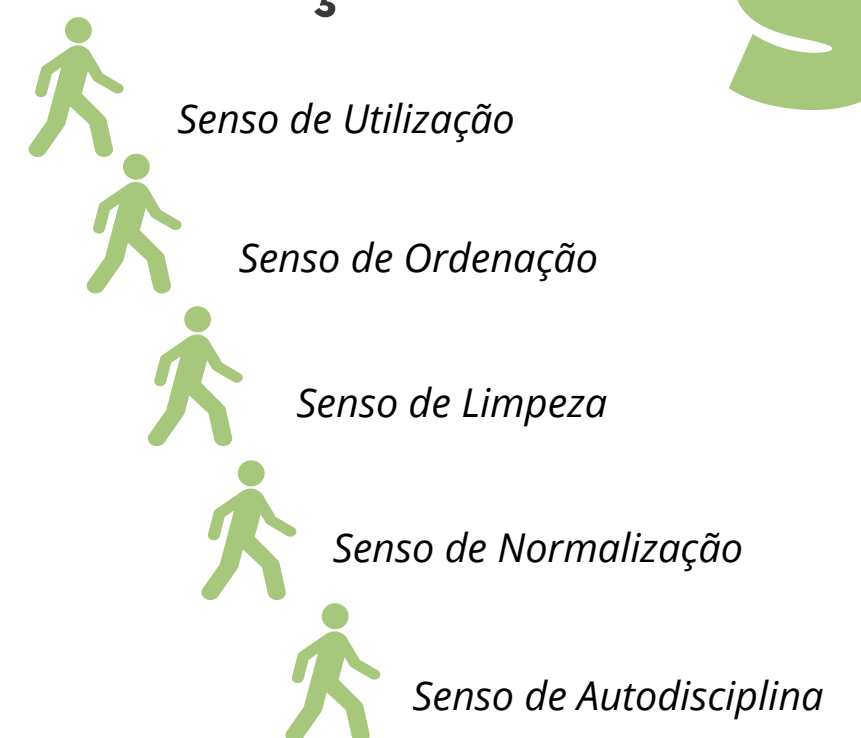 Senso de Utilização
Senso de Ordenação
Senso de Limpeza
Senso de Normalização
Senso de Autodisciplina